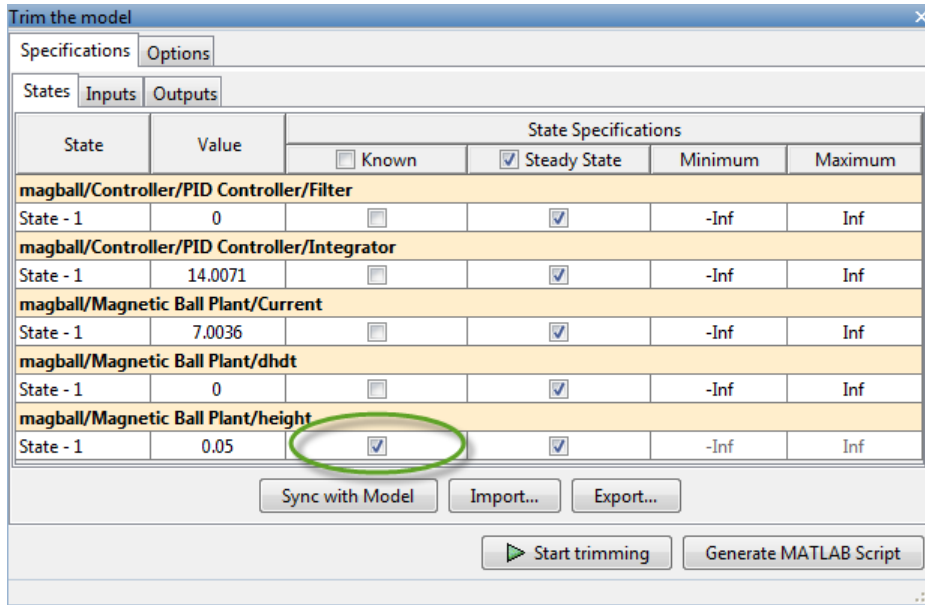 Trim the model
Specifications Options
States Inputs Outputs
State Value State Specifications
Known Steady State Minimum Maximum
magball/Controller/PID Controller/Filter
State - 1 0 -Inf Inf
magball/Controller/PID Controller/Integrator
State - 1 14.0071 -Inf Inf
magball/Magnetic Ball Plant/Current
State - 1 7.0036 -Inf Inf
magball/Magnetic Ball Plant/dhdt
State - 1 0 -Inf Inf
magball/Magnetic Ball Plant/height
State - 1 0.05 -Inf Inf
Sync with Model Import... Export...
Start trimming Generate MATLAB Script